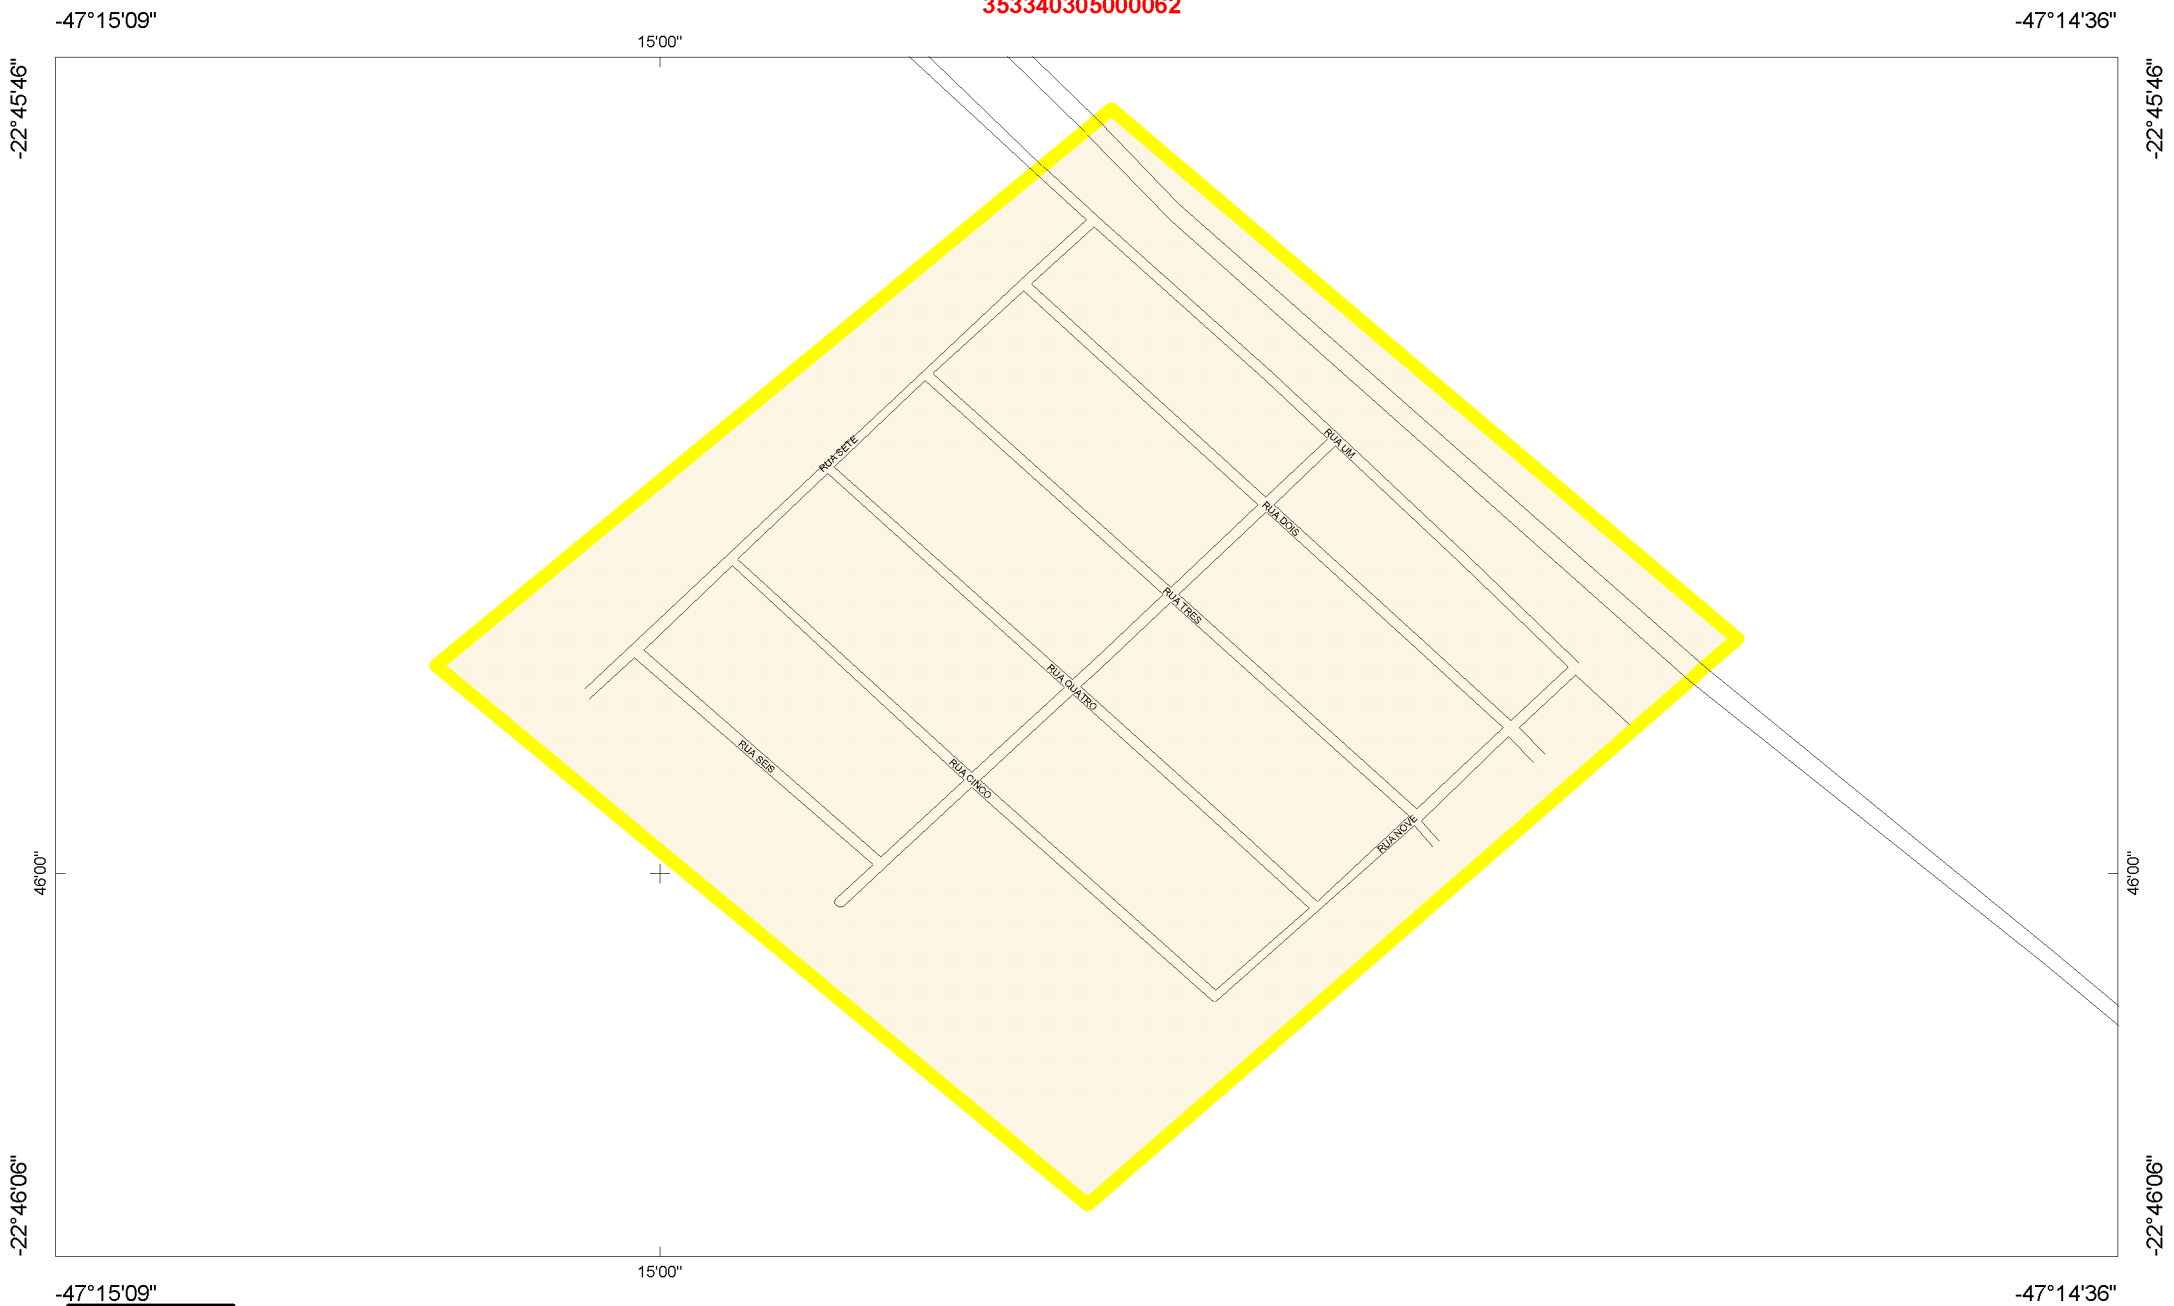 353340305000062
-47°15'09"
-47°14'36"
15'00"
-22°45'46"
-22°45'46"
RUA SETE
RUA UM
RUA DOIS
RUA TRES
RUA QUATRO
RUA SEIS
RUA CINCO
RUA NOVE
46'00"
46'00"
-22°46'06"
-22°46'06"
15'00"
-47°15'09"
-47°14'36"